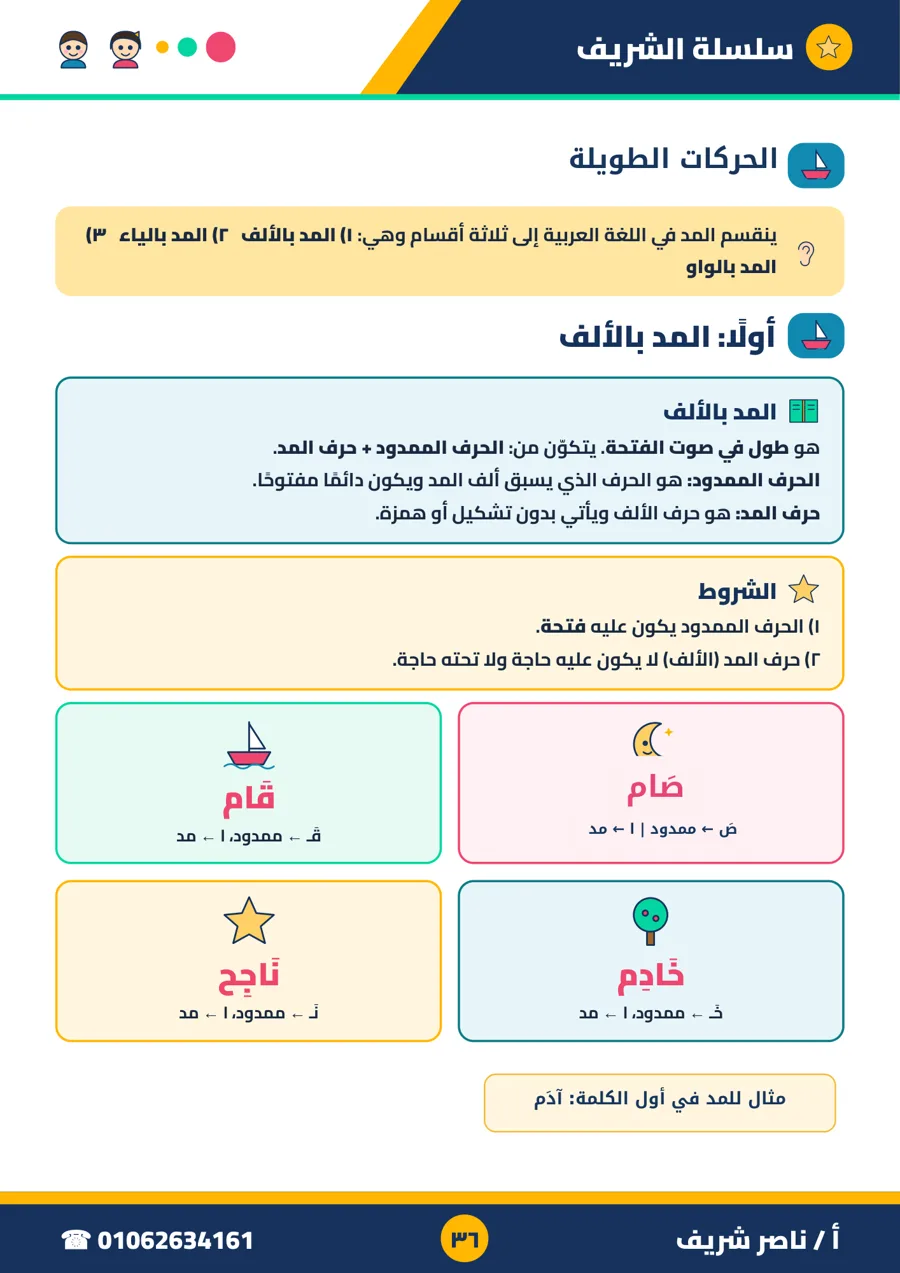 سلسلة الشريف
الحركات الطويلة
ينقسم المد في اللغة العربية إلى ثلاثة أقسام وهي: ١) المد بالألف ٢) المد بالياء ٣)
المد بالواو
أولًا: المد بالألف
المد بالألف
هو طول في صوت الفتحة. يتكوّن من: الحرف الممدود + حرف المد.
الحرف الممدود: هو الحرف الذي يسبق ألف المد ويكون دائمًا مفتوحًا.
حرف المد: هو حرف الألف ويأتي بدون تشكيل أو همزة.
الشروط
١) الحرف الممدود يكون عليه فتحة.
٢) حرف المد (الألف) لا يكون عليه حاجة ولا تحته حاجة.
صَام
صَ ← ممدود | ا ← مد
قَام
قَـ ← ممدود، ا ← مد
خَادِم
خَـ ← ممدود، ا ← مد
نَاجِح
نَـ ← ممدود، ا ← مد
مثال للمد في أول الكلمة: آدَم
أ / ناصر شريف
٣٦
☎ 01062634161